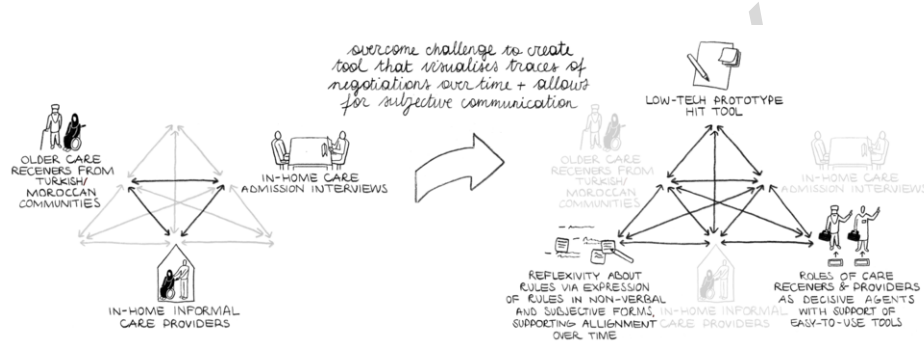 overcome challenge to create
tool that visualises traces of
negotiations over time + allows
for subjective communication
OLDER CARE
RECENERS FROM
TURKISH/
MOROCCAN
COMMUNITIES
IN-HOME CARE
ADMISSION INTERVIEWS
IN-HOME INFORMAL
CARE PROVIDERS
LOW-TECH PROTOTYPE
HIT TOOL
OLDER CARE
RECENERS FROM
TURKISH/
MOROCCAN
COMMUNITIES
IN-HOME CARE
ADMISSION INTERVIEWS
REFLEXIVITY ABOUT
RULES VIA EXPRESSION
OF RULES IN NON-VERBAL
AND SUBJECTIVE FORMS,
SUPPORTING ALLIGNMENT
OVER TIME
IN-HOME INFORMAL
CARE PROVIDERS
ROLES OF CARE
RECENERS & PROVIDERS
AS DECISIVE AGENTS
WITH SUPPORT OF
EASY-TO-USE TOOLS